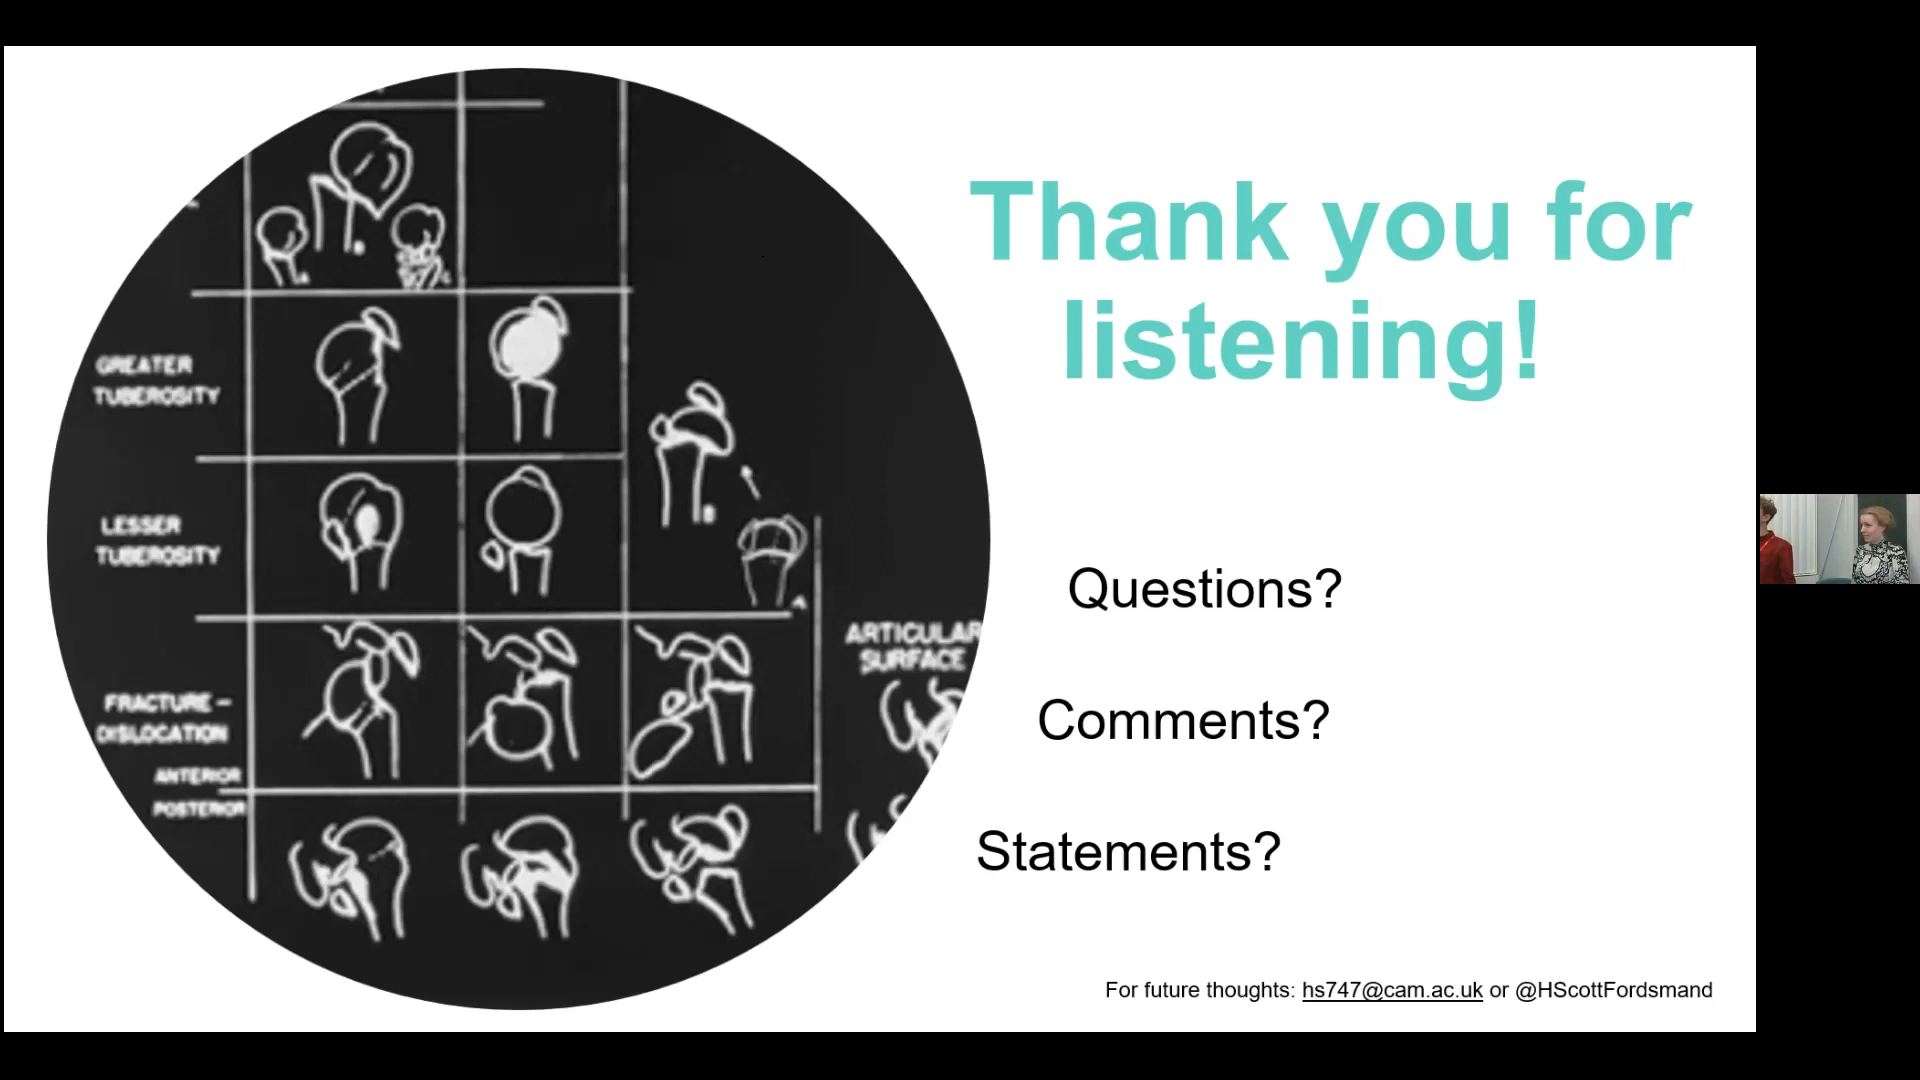 Thank you for
listening!
GREATER
TUBEROSITY
LESSER
TUBEROSITY
FRACTURE –
DISLOCATION
ANTERIOR
POSTERIOR
ARTICULAR
SURFACE
Questions?
Comments?
Statements?
For future thoughts: hs747@cam.ac.uk or @HScottFordsmand